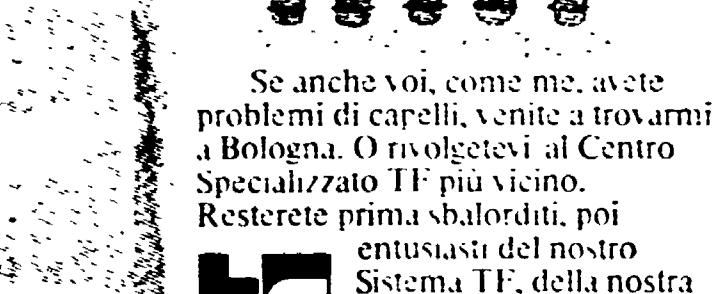 Se anche voi, come me, avete
problemi di capelli, venite a trovarmi
a Bologna. O rivolgetevi al Centro
Specializzato TF più vicino.
Resterete prima sbalorditi, poi
entusiasti del nostro
Sistema TF, della nostra